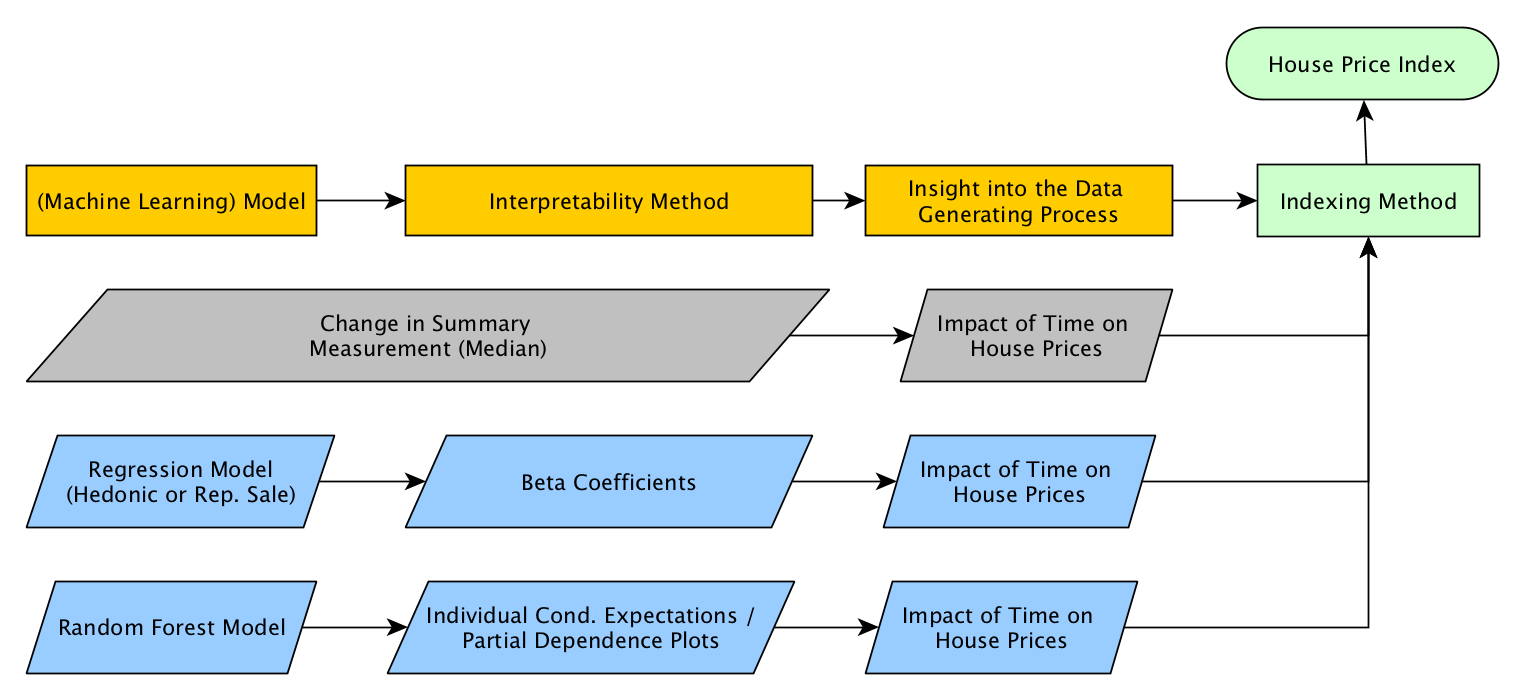 House Price Index
(Machine Learning) Model
Interpretability Method
Insight into the Data
Generating Process
Indexing Method
Change in Summary
Measurement (Median)
Impact of Time on
House Prices
Regression Model
(Hedonic or Rep. Sale)
Beta Coefficients
Impact of Time on
House Prices
Random Forest Model
Individual Cond. Expectations /
Partial Dependence Plots
Impact of Time on
House Prices